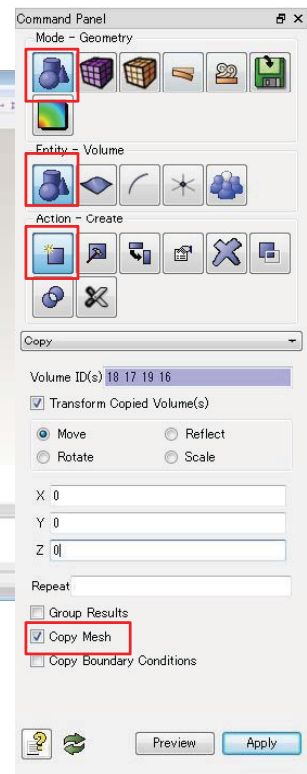 Command Panel
Mode - Geometry
Entity - Volume
Action - Create
Copy
Volume ID(s) 18 17 19 16
Transform Copied Volume(s)
Move Reflect
Rotate Scale
X 0
Y 0
Z 0
Repeat
Group Results
Copy Mesh
Copy Boundary Conditions
Preview Apply